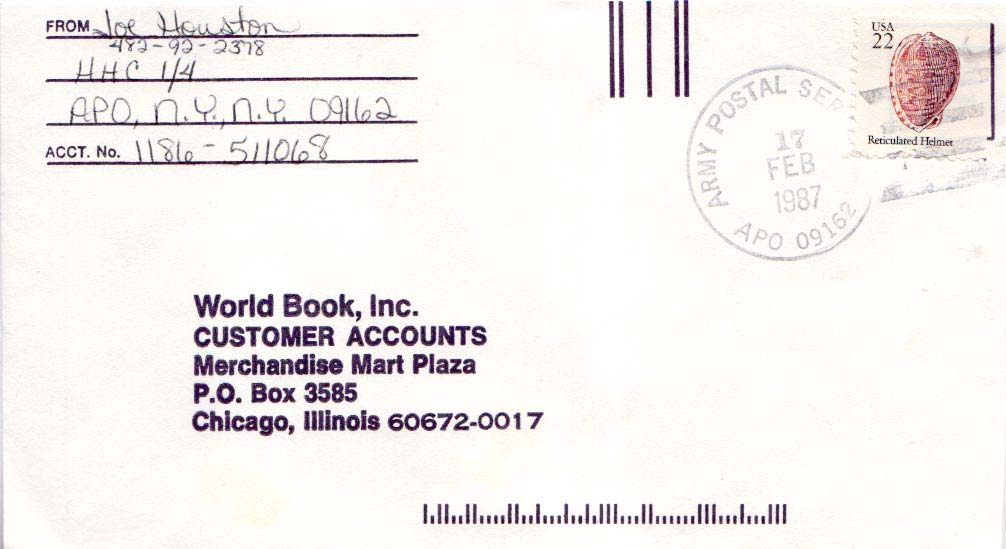 FROM Joe Houston
482-92-2378
HHC 1/4
APO, N.Y., N.Y. 09162
ACCT. No. 1186-511068
USA
22
Reticulated Helmet
ARMY POSTAL SER
17
FEB
1987
APO 09162
World Book, Inc.
CUSTOMER ACCOUNTS
Merchandise Mart Plaza
P.O. Box 3585
Chicago, Illinois 60672-0017